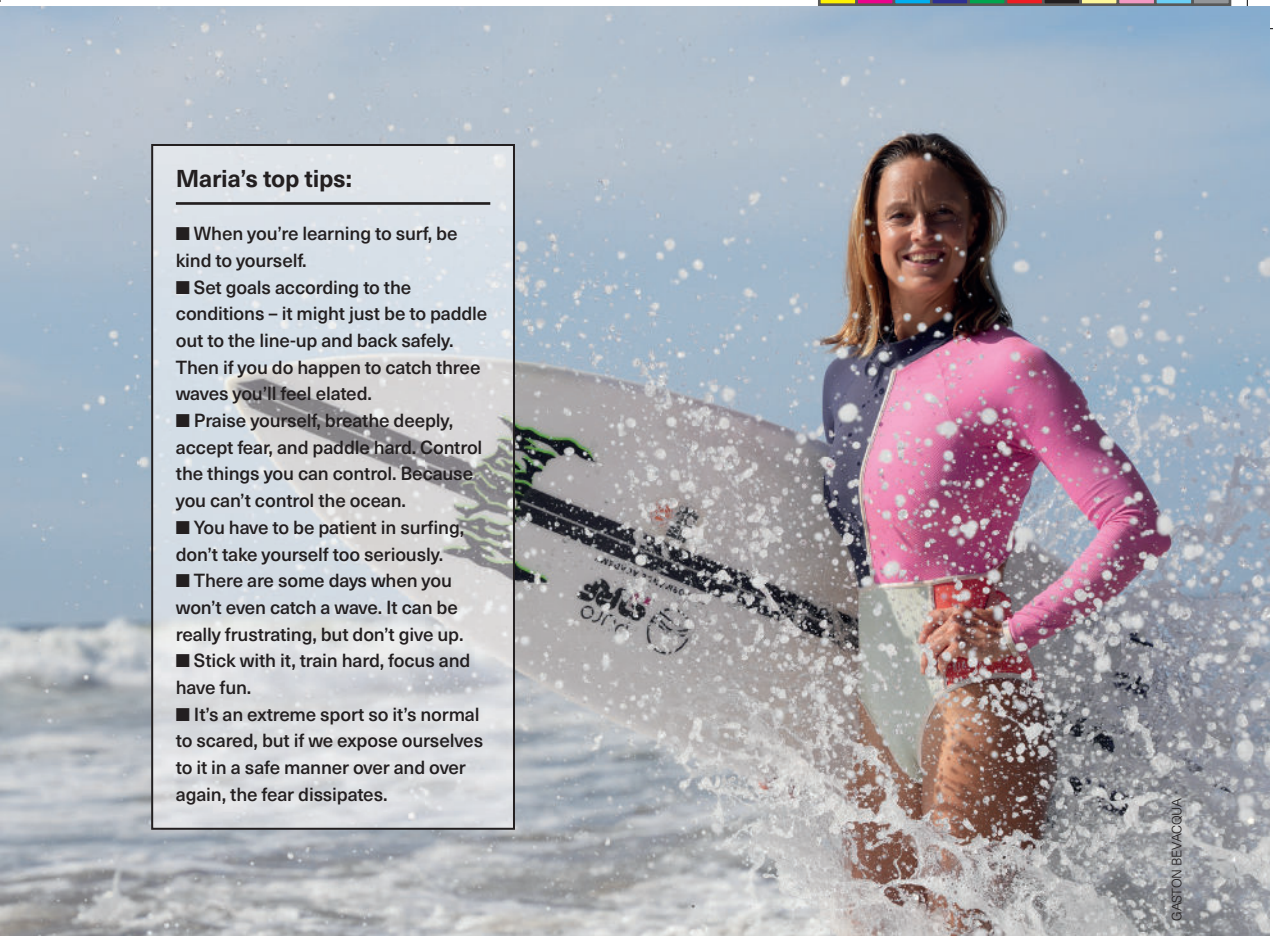 Maria's top tips:
■ When you're learning to surf, be
kind to yourself.
■ Set goals according to the
conditions – it might just be to paddle
out to the line-up and back safely.
Then if you do happen to catch three
waves you'll feel elated.
■ Praise yourself, breathe deeply,
accept fear, and paddle hard. Control
the things you can control. Because
you can't control the ocean.
■ You have to be patient in surfing,
don't take yourself too seriously.
■ There are some days when you
won't even catch a wave. It can be
really frustrating, but don't give up.
■ Stick with it, train hard, focus and
have fun.
■ It's an extreme sport so it's normal
to scared, but if we expose ourselves
to it in a safe manner over and over
again, the fear dissipates.
GASTON BEVACQUA